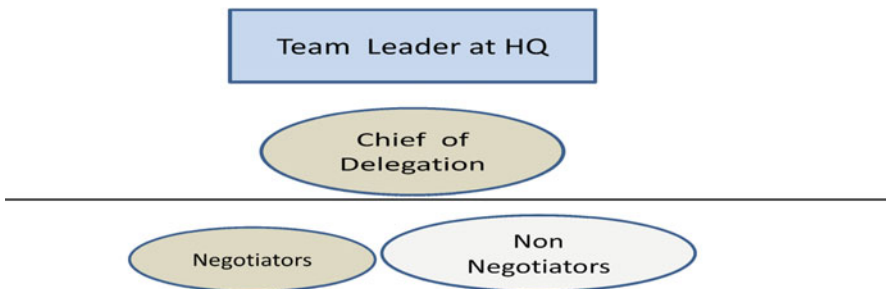 Team Leader at HQ
Chief of
Delegation
Negotiators
Non
Negotiators